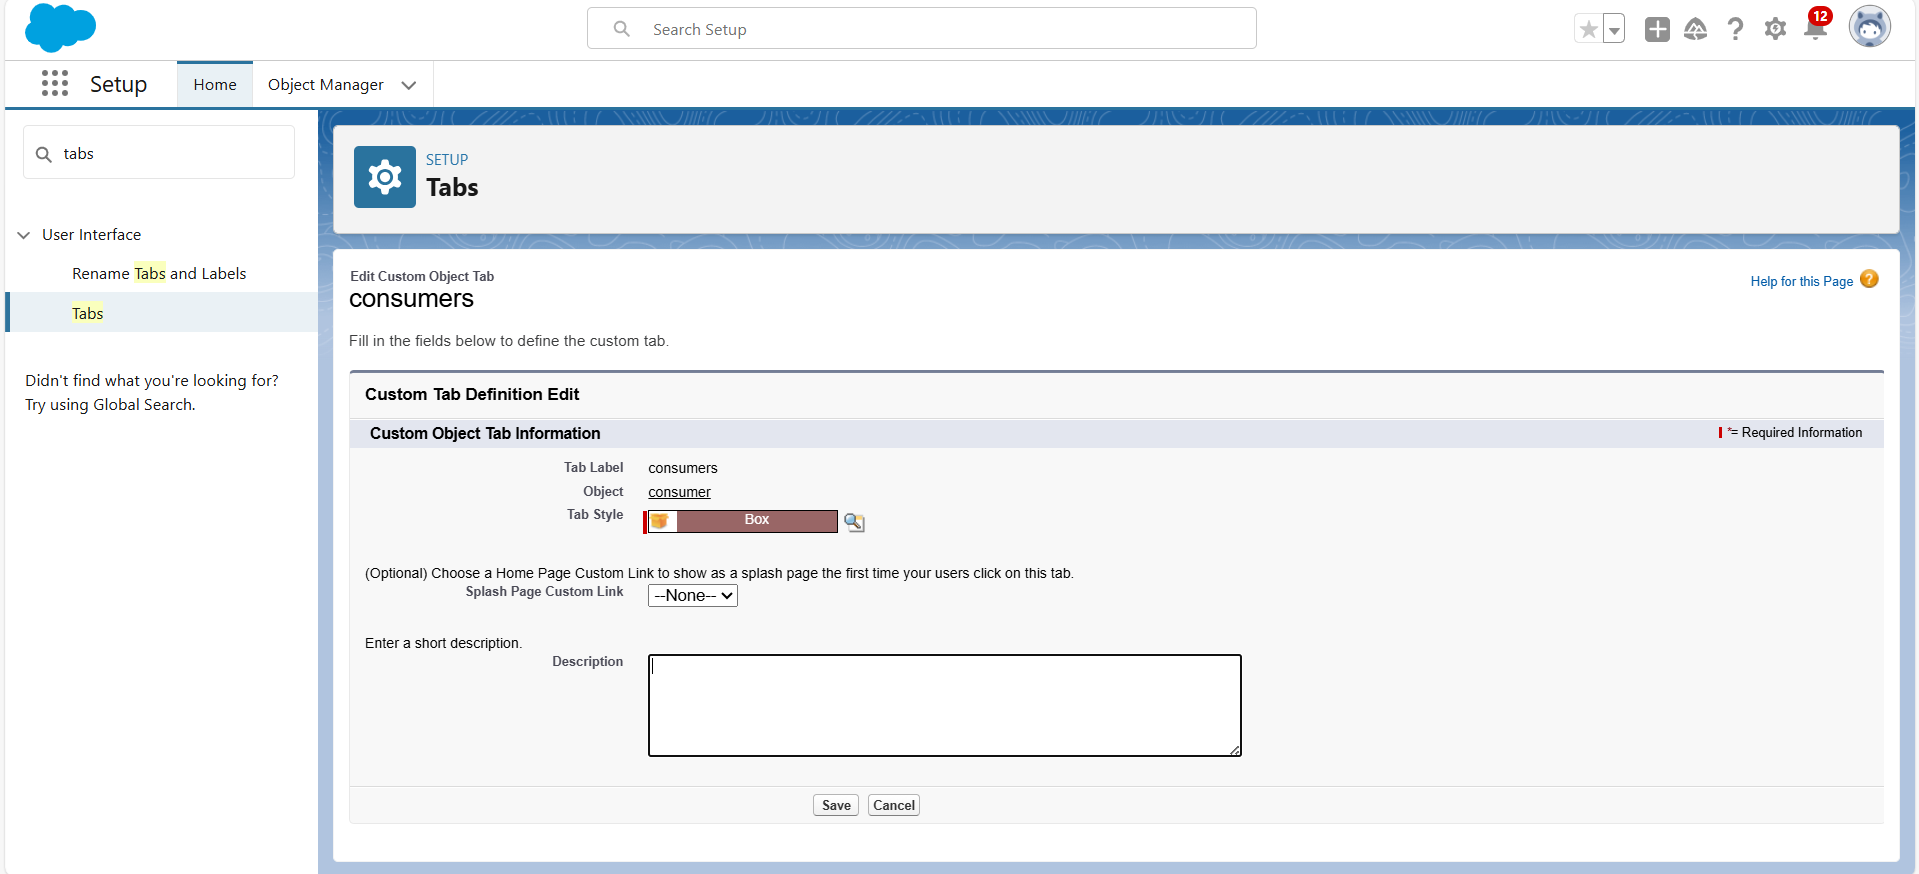 Search Setup
12
Setup
Home
Object Manager
tabs
User Interface
Rename Tabs and Labels
Tabs
Didn't find what you're looking for?
Try using Global Search.
SETUP
Tabs
Edit Custom Object Tab
consumers
Help for this Page ?
Fill in the fields below to define the custom tab.
Custom Tab Definition Edit
Custom Object Tab Information
*= Required Information
Tab Label consumers
Object consumer
Tab Style Box
(Optional) Choose a Home Page Custom Link to show as a splash page the first time your users click on this tab.
Splash Page Custom Link --None--
Enter a short description.
Description
Save Cancel